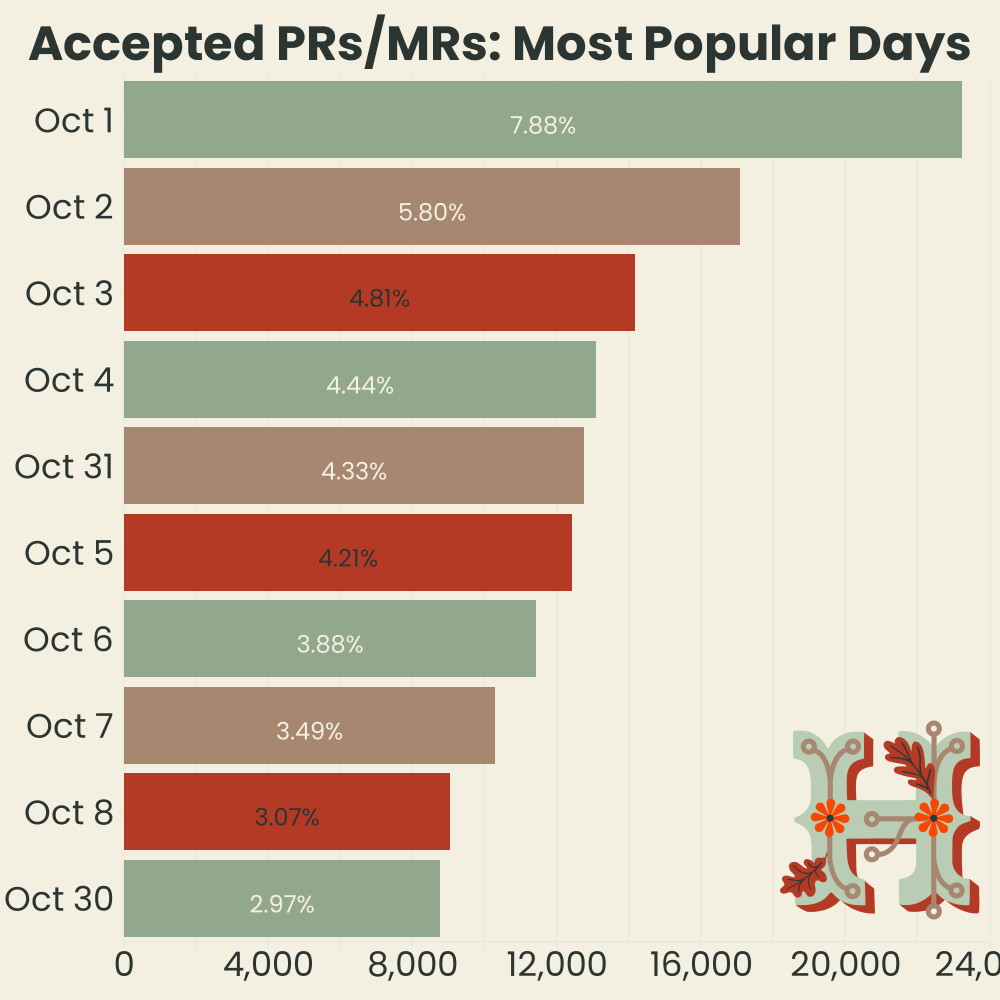 Accepted PRs/MRs: Most Popular Days
Oct 1 7.88%
Oct 2 5.80%
Oct 3 4.81%
Oct 4 4.44%
Oct 31 4.33%
Oct 5 4.21%
Oct 6 3.88%
Oct 7 3.49%
Oct 8 3.07%
Oct 30 2.97%
0 4,000 8,000 12,000 16,000 20,000 24,0
H